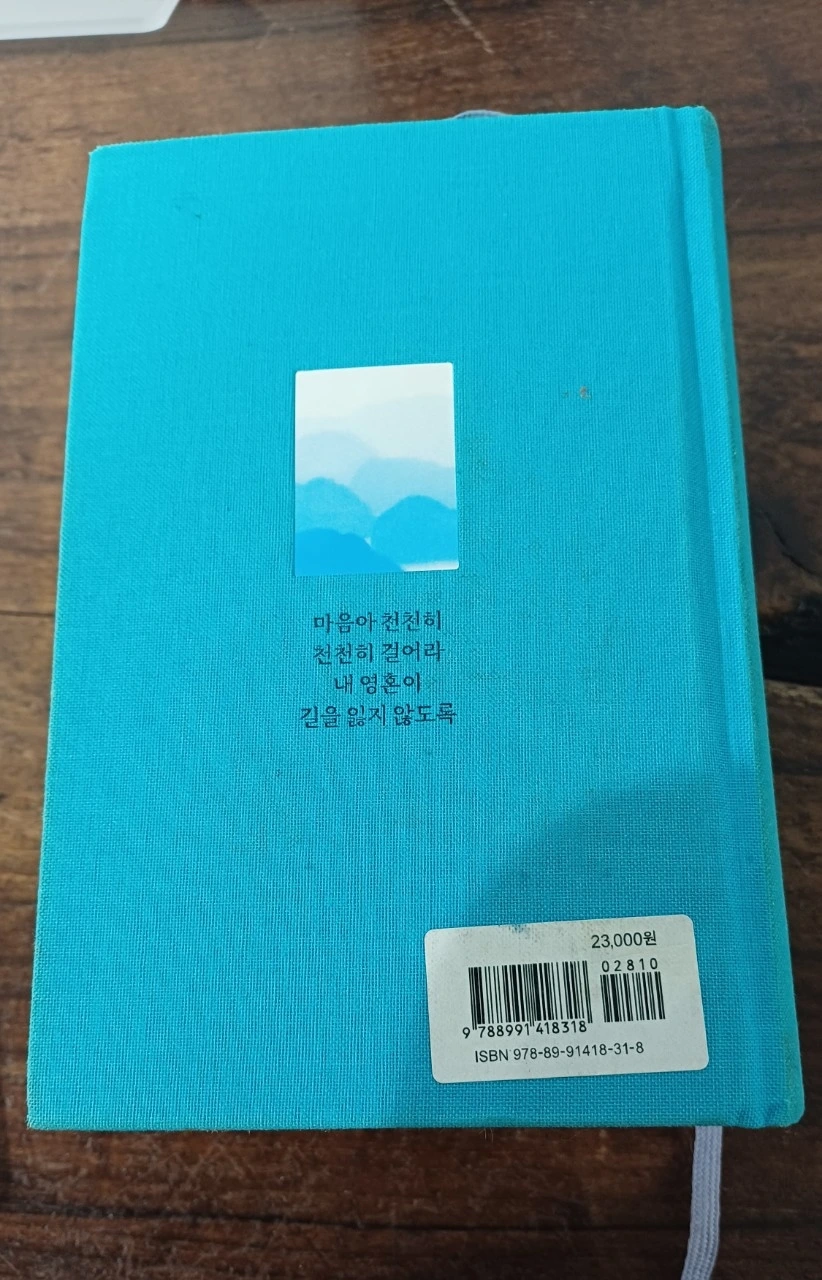 마음아 천천히
천천히 걸어라
내 영혼이
길을 잃지 않도록
23,000원
02810
9 788991 418318
ISBN 978-89-91418-31-8